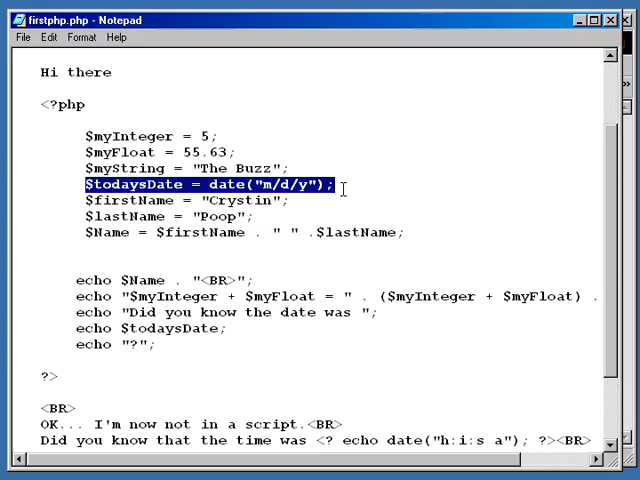 firstphp.php - Notepad
File Edit Format Help
Hi there
<?php
$myInteger = 5;
$myFloat = 55.63;
$myString = "The Buzz";
$todaysDate = date("m/d/y");
$firstName = "Crystin";
$lastName = "Poop";
$Name = $firstName . " " .$lastName;
echo $Name . "<BR>";
echo "$myInteger + $myFloat = " . ($myInteger + $myFloat) .
echo "Did you know the date was ";
echo $todaysDate;
echo "?";
?>
<BR>
OK... I'm now not in a script.<BR>
Did you know that the time was <? echo date("h:i:s a"); ?><BR>